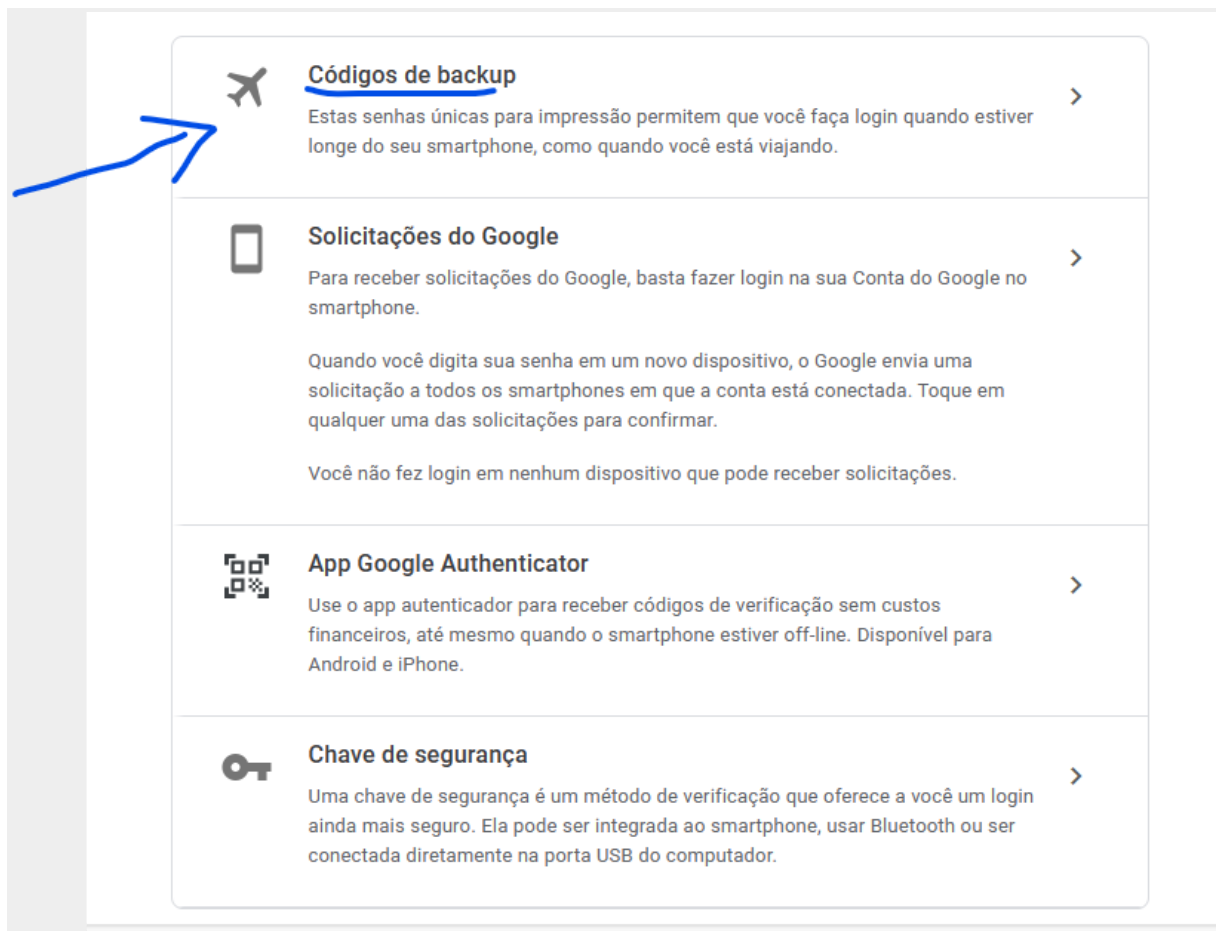 Códigos de backup
Estas senhas únicas para impressão permitem que você faça login quando estiver
longe do seu smartphone, como quando você está viajando.
Solicitações do Google
Para receber solicitações do Google, basta fazer login na sua Conta do Google no
smartphone.
Quando você digita sua senha em um novo dispositivo, o Google envia uma
solicitação a todos os smartphones em que a conta está conectada. Toque em
qualquer uma das solicitações para confirmar.
Você não fez login em nenhum dispositivo que pode receber solicitações.
App Google Authenticator
Use o app autenticador para receber códigos de verificação sem custos
financeiros, até mesmo quando o smartphone estiver off-line. Disponível para
Android e iPhone.
Chave de segurança
Uma chave de segurança é um método de verificação que oferece a você um login
ainda mais seguro. Ela pode ser integrada ao smartphone, usar Bluetooth ou ser
conectada diretamente na porta USB do computador.